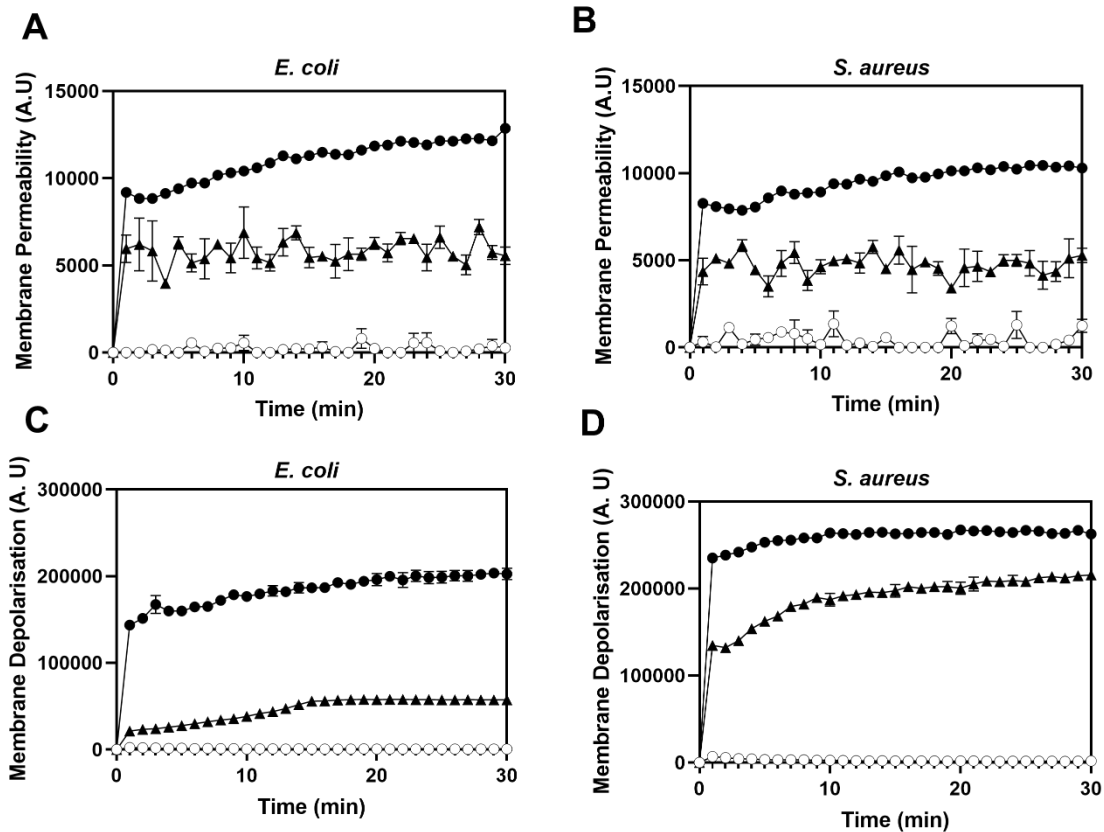 A
E. coli
Membrane Permeability (A.U)
15000
10000
5000
0
0 10 20 30
Time (min)
B
S. aureus
Membrane Permeability (A.U)
15000
10000
5000
0
0 10 20 30
Time (min)
C
E. coli
Membrane Depolarisation (A. U)
300000
200000
100000
0
0 10 20 30
Time (min)
D
S. aureus
Membrane Depolarisation (A. U)
300000
200000
100000
0
0 10 20 30
Time (min)